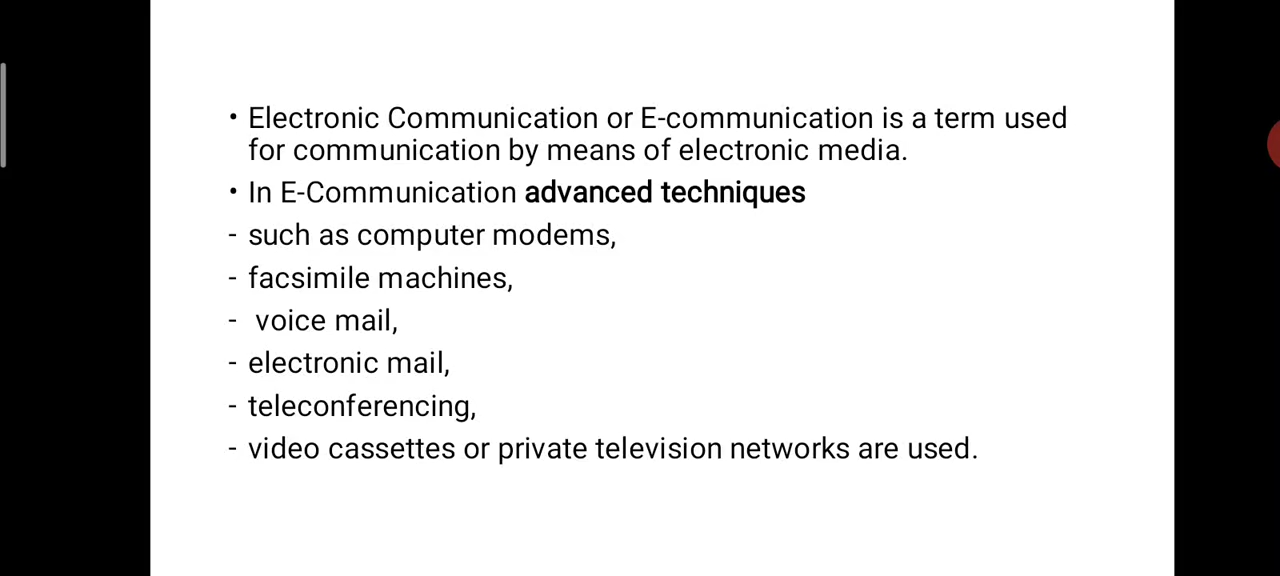 • Electronic Communication or E-communication is a term used
for communication by means of electronic media.
• In E-Communication advanced techniques
- such as computer modems,
- facsimile machines,
- voice mail,
- electronic mail,
- teleconferencing,
- video cassettes or private television networks are used.